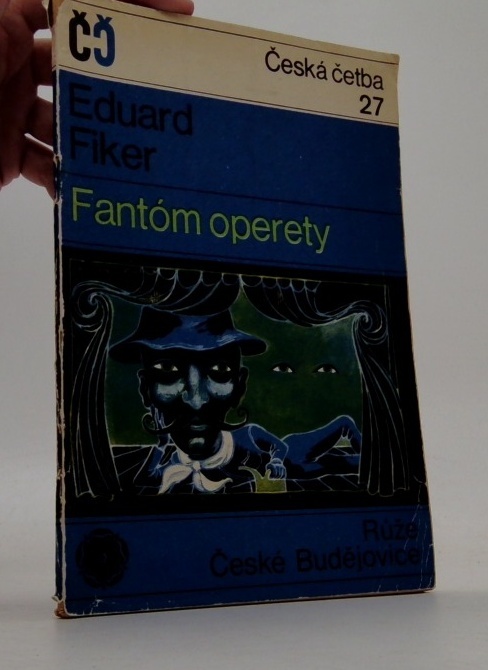 ČČ
Česká četba
27
Eduard
Fiker
Fantóm operety
Růže
České Budějovice